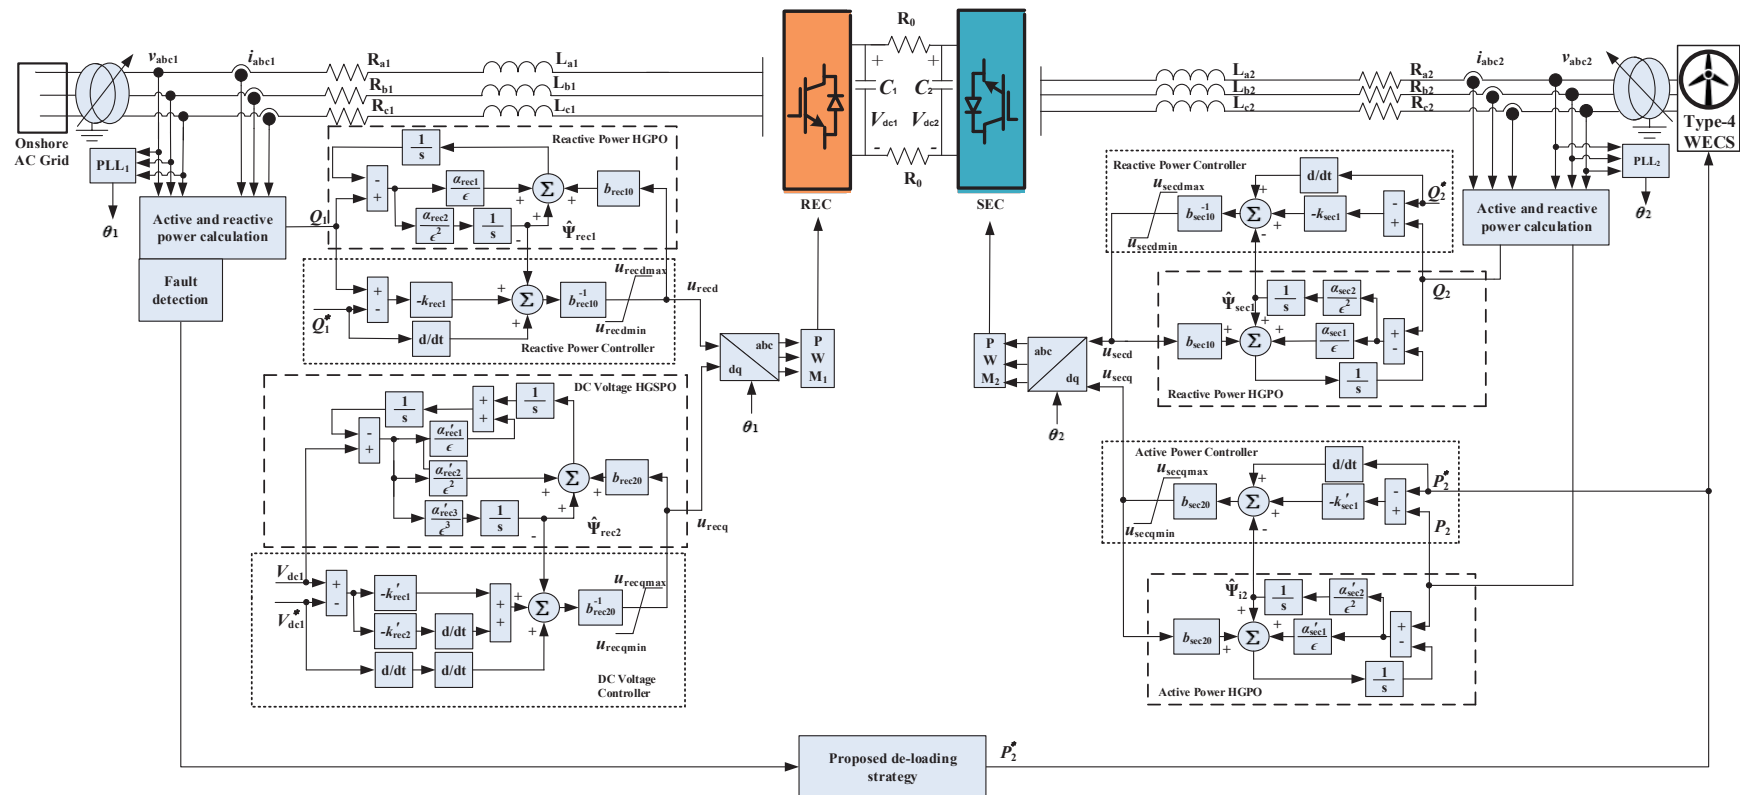 Onshore
AC Grid
v_abc1
i_abc1
R_a1
R_b1
R_c1
L_a1
L_b1
L_c1
REC
R_0
C_1
C_2
V_dc1
V_dc2
+
-
+
-
R_0
SEC
L_a2
L_b2
L_c2
R_a2
R_b2
R_c2
i_abc2
v_abc2
Type-4
WECS
PLL_1
θ_1
Active and reactive
power calculation
Fault
detection
Q_1
Q_1^*
Reactive Power HGPO
1/s
-
+
α_rec1/ϵ
α_rec2/ϵ^2
1/s
Σ
+
+
+
b_rec10
Ψ̂_rec1
-
+
-
-k_rec1
d/dt
+
+
Σ
b_rec10^-1
u_recdmax
u_recdmin
Reactive Power Controller
u_recd
abc
dq
P
W
M_1
θ_1
DC Voltage HGSPO
1/s
+
+
1/s
-
+
α'_rec1/ϵ
α'_rec2/ϵ^2
α'_rec3/ϵ^3
1/s
Σ
+
+
+
b_rec20
Ψ̂_rec2
-
u_recq
V_dc1
V_dc1^*
+
-
-k'_rec1
-k'_rec2
d/dt
+
+
+
+
Σ
b_rec20^-1
u_recqmax
u_recqmin
d/dt
d/dt
DC Voltage
Controller
Reactive Power Controller
u_secdmax
u_secdmin
b_sec10^-1
Σ
+
+
-
d/dt
-k_sec1
-
+
Q_2^*
PLL_2
θ_2
Active and reactive
power calculation
Q_2
Ψ̂_sec1
1/s
α_sec2/ϵ^2
b_sec10
+
+
+
Σ
α_sec1/ϵ
+
-
1/s
Reactive Power HGPO
u_secd
u_secq
P
W
M_2
abc
dq
θ_2
Active Power Controller
u_secqmax
u_secqmin
b_sec20
Σ
+
+
-
d/dt
-k'_sec1
-
+
P_2^*
P_2
Ψ̂_i2
1/s
α'_sec2/ϵ^2
b_sec20
+
+
+
Σ
α'_sec1/ϵ
+
-
1/s
Active Power HGPO
Proposed de-loading
strategy
P_2^*